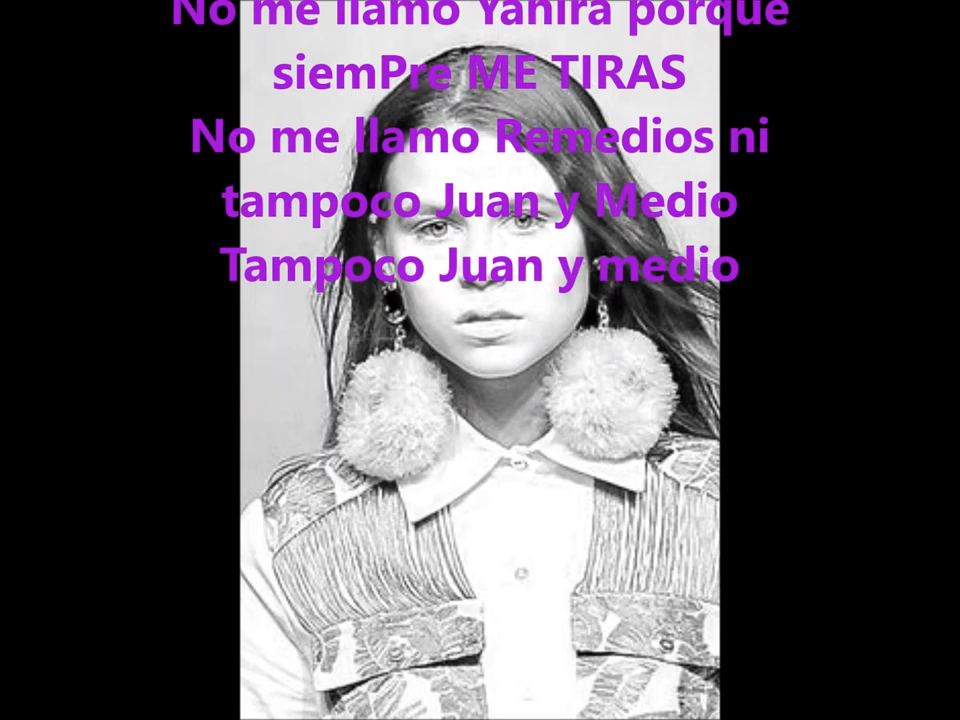 No me llamo Yanira porque
siemPre ME TIRAS
No me llamo Remedios ni
tampoco Juan y Medio
Tampoco Juan y medio